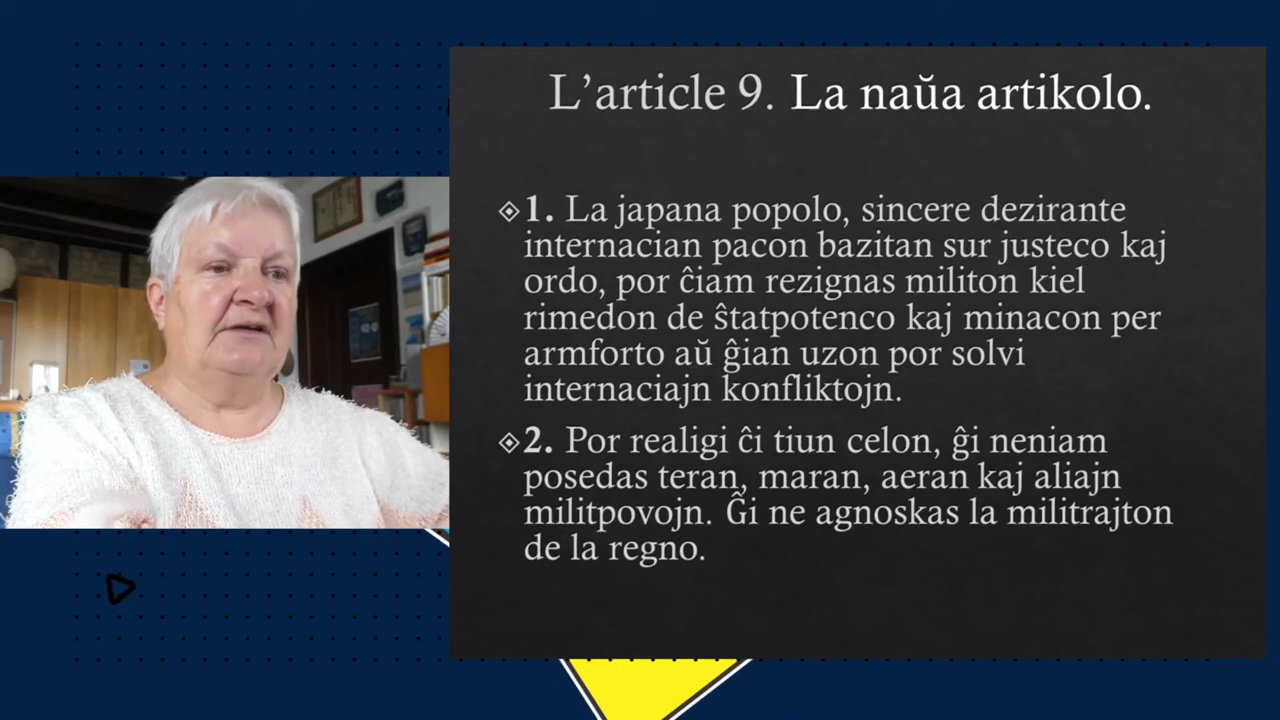 L’article 9. La naŭa artikolo.
1. La japana popolo, sincere dezirante
internacian pacon bazitan sur justeco kaj
ordo, por ĉiam rezignas militon kiel
rimedon de ŝtatpotenco kaj minacon per
armforto aŭ ĝian uzon por solvi
internaciajn konfliktojn.
2. Por realigi ĉi tiun celon, ĝi neniam
posedas teran, maran, aeran kaj aliajn
militpovojn. Ĝi ne agnoskas la militrajton
de la regno.